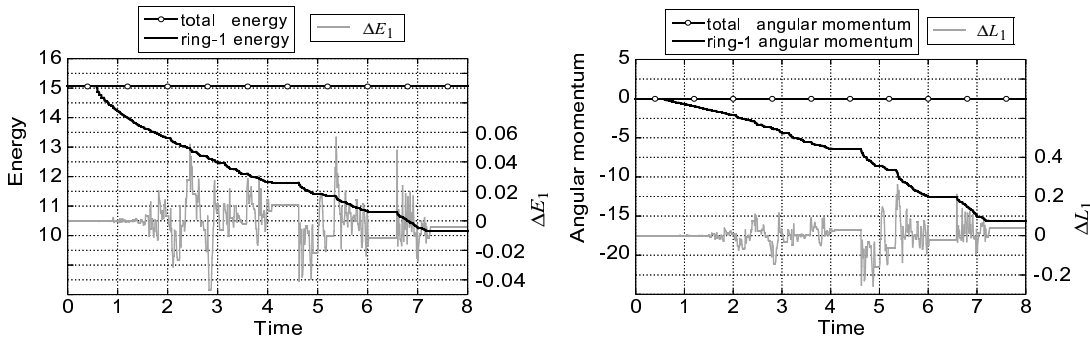 total energy
ring-1 energy
ΔE1
16
15
14
13
12
11
10
Energy
0.06
0.04
0.02
0
-0.02
-0.04
ΔE1
0 1 2 3 4 5 6 7 8
Time
total angular momentum
ring-1 angular momentum
ΔL1
5
0
-5
-10
-15
-20
Angular momentum
0.4
0.2
0
-0.2
ΔL1
0 1 2 3 4 5 6 7 8
Time